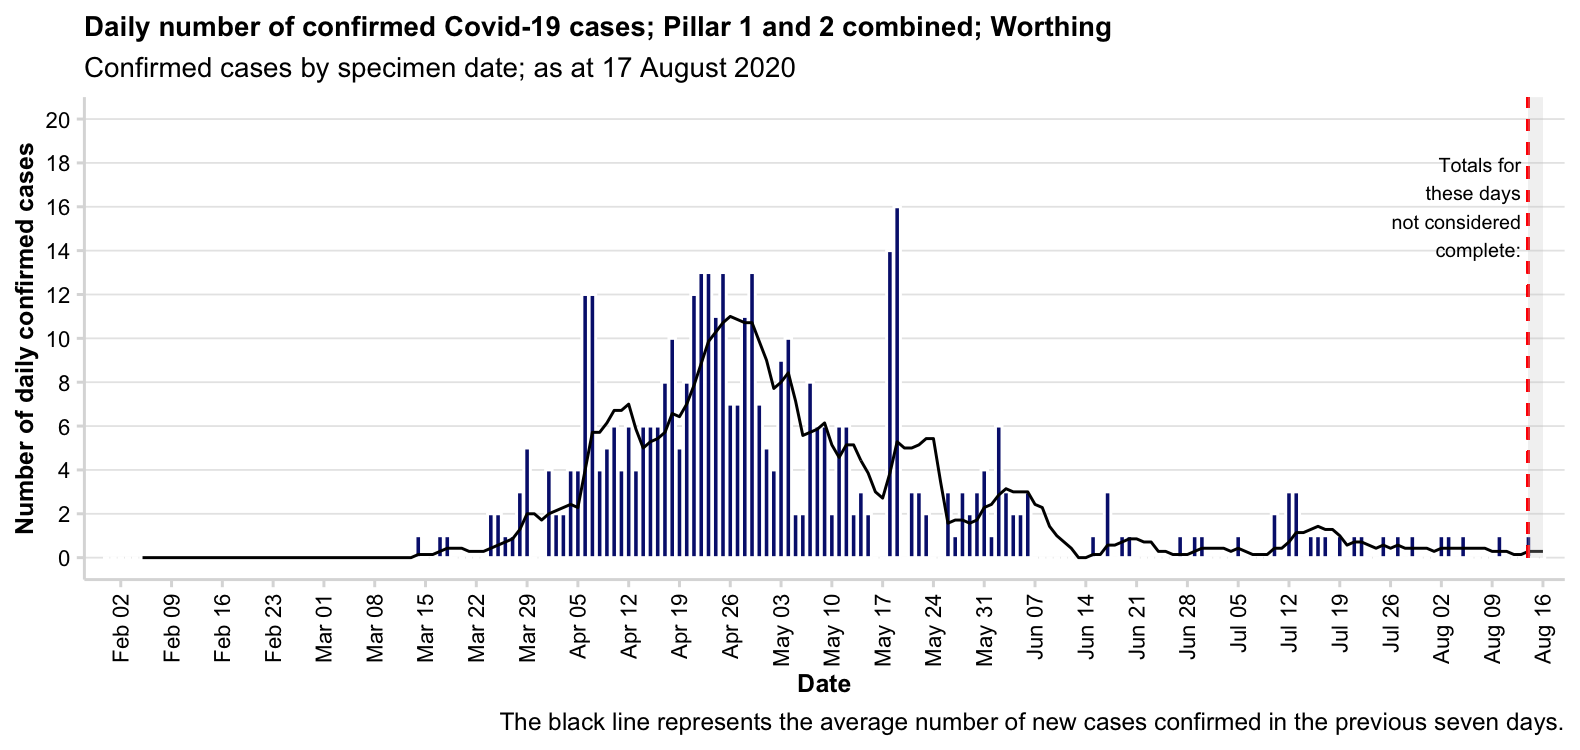 Daily number of confirmed Covid-19 cases; Pillar 1 and 2 combined; Worthing
Confirmed cases by specimen date; as at 17 August 2020
Number of daily confirmed cases
20
18
16
14
12
10
8
6
4
2
0
Totals for
these days
not considered
complete:
Feb 02
Feb 09
Feb 16
Feb 23
Mar 01
Mar 08
Mar 15
Mar 22
Mar 29
Apr 05
Apr 12
Apr 19
Apr 26
May 03
May 10
May 17
May 24
May 31
Jun 07
Jun 14
Jun 21
Jun 28
Jul 05
Jul 12
Jul 19
Jul 26
Aug 02
Aug 09
Aug 16
Date
The black line represents the average number of new cases confirmed in the previous seven days.